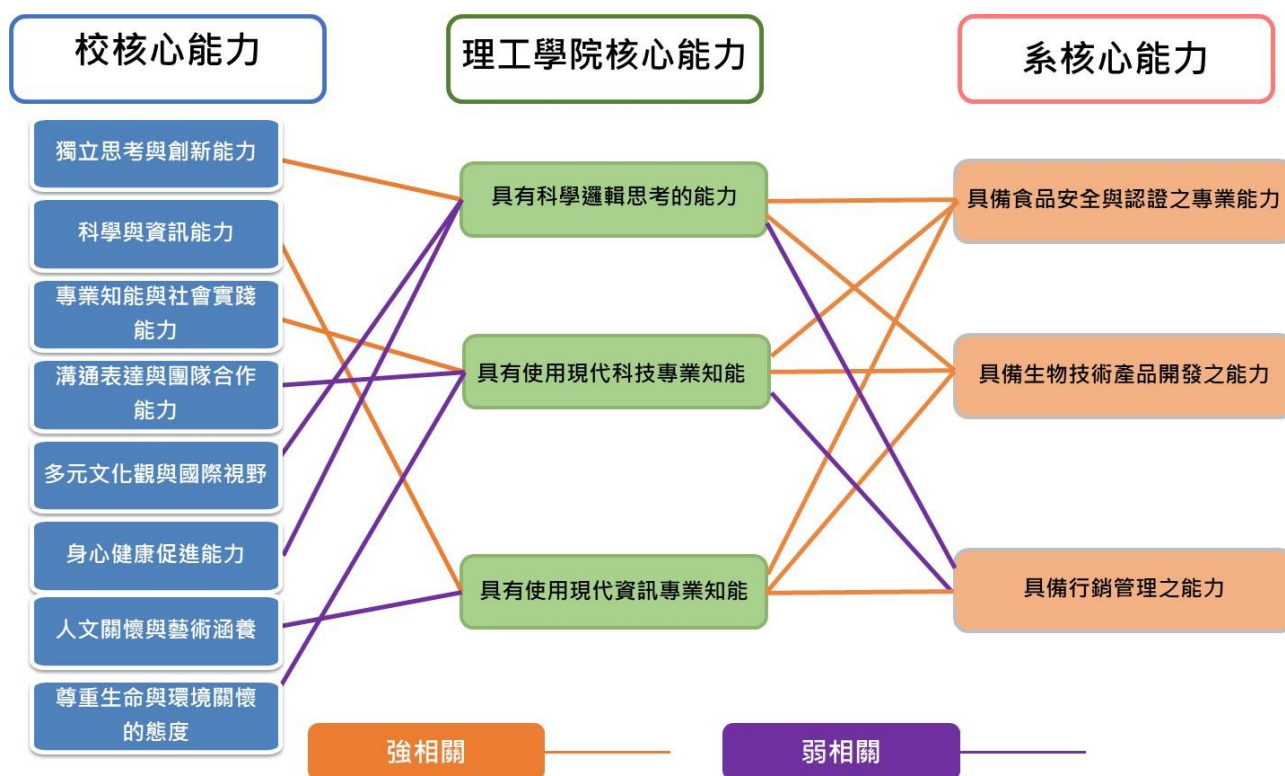 校核心能力
理工學院核心能力
系核心能力
獨立思考與創新能力
科學與資訊能力
專業知能與社會實踐
能力
溝通表達與團隊合作
能力
多元文化觀與國際視野
身心健康促進能力
人文關懷與藝術涵養
尊重生命與環境關懷
的態度
具有科學邏輯思考的能力
具有使用現代科技專業知能
具有使用現代資訊專業知能
具備食品安全與認證之專業能力
具備生物技術產品開發之能力
具備行銷管理之能力
強相關
弱相關